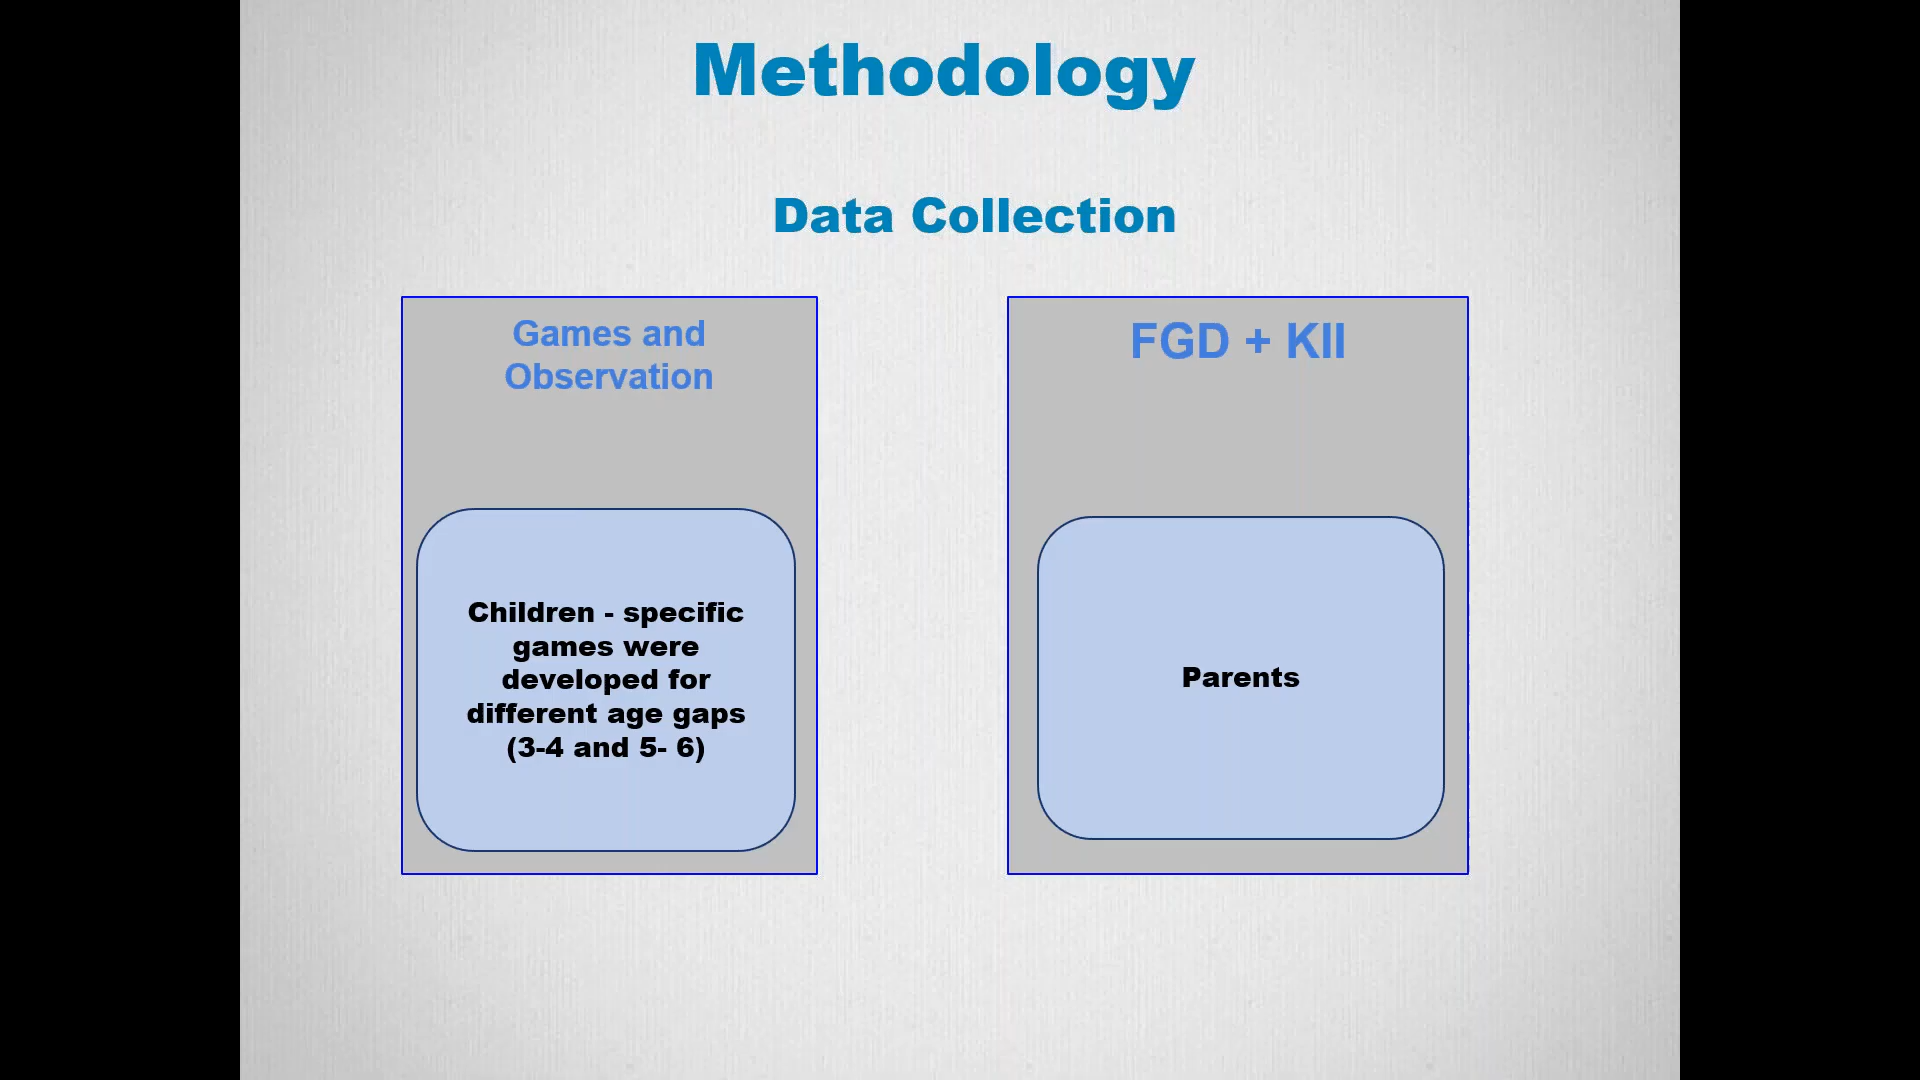 Methodology
Data Collection
Games and
Observation
Children - specific
games were
developed for
different age gaps
(3-4 and 5- 6)
FGD + KII
Parents